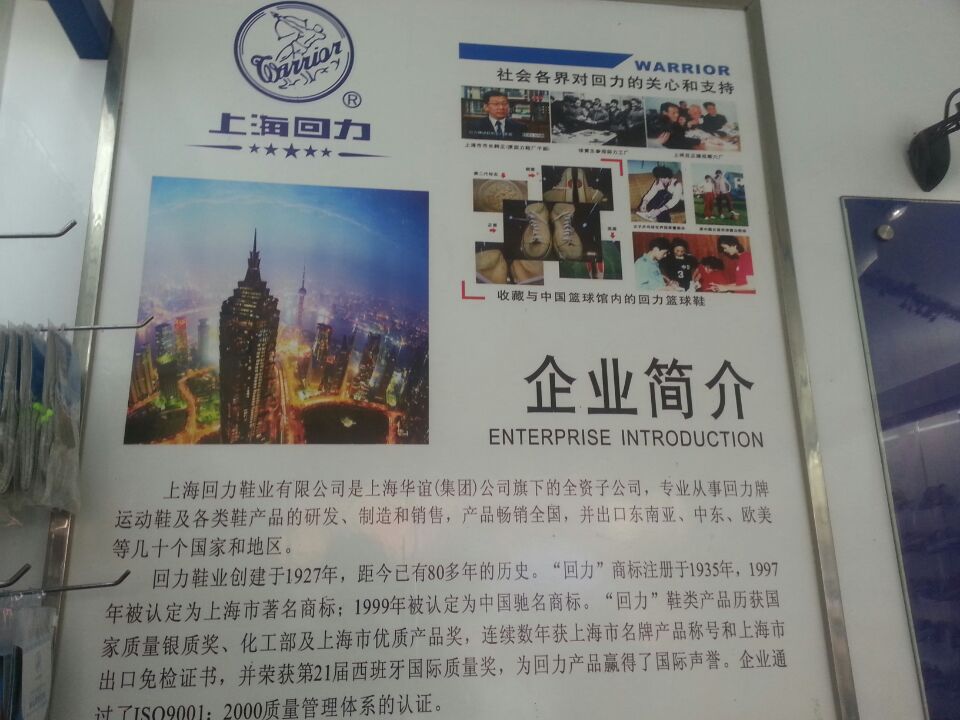 Warrior
®
上海回力
WARRIOR
社会各界对回力的关心和支持
收藏与中国篮球馆内的回力篮球鞋
企业简介
ENTERPRISE INTRODUCTION
上海回力鞋业有限公司是上海华谊(集团)公司旗下的全资子公司，专业从事回力牌
运动鞋及各类鞋产品的研发、制造和销售，产品畅销全国，并出口东南亚、中东、欧美
等几十个国家和地区。
回力鞋业创建于1927年，距今已有80多年的历史。“回力”商标注册于1935年，1997
年被认定为上海市著名商标；1999年被认定为中国驰名商标。“回力”鞋类产品历获国
家质量银质奖、化工部及上海市优质产品奖，连续数年获上海市名牌产品称号和上海市
出口免检证书，并荣获第21届西班牙国际质量奖，为回力产品赢得了国际声誉。企业通
过了ISO9001：2000质量管理体系的认证。